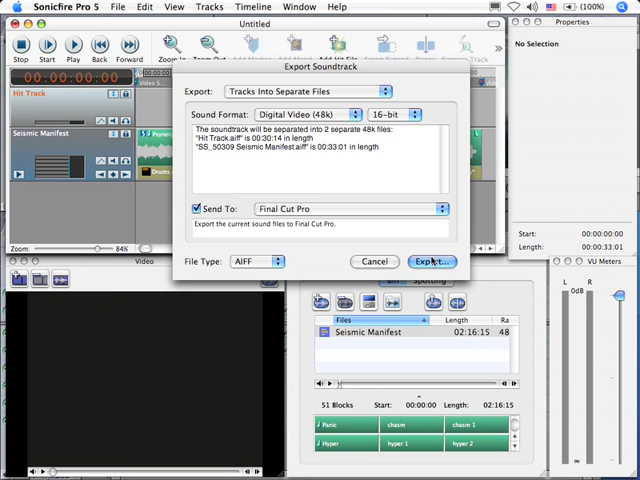 Sonicfire Pro 5 File Edit View Tracks Timeline Window Help (100%)
Untitled
Properties
Stop Start Play Back Forward Zoom In Zoom Out
No Selection
00:00:00:00
Hit Track
Seismic Manifest
Drums
Zoom: 84%
Export Soundtrack
Export: Tracks Into Separate Files
Sound Format: Digital Video (48k) 16-bit
The soundtrack will be separated into 2 separate 48k files:
"Hit Track.aiff" is 00:30:14 in length
"SS_50309 Seismic Manifest.aiff" is 00:33:01 in length
Send To: Final Cut Pro
Export the current sound files to Final Cut Pro.
File Type: AIFF Cancel Export...
Start: 00:00:00:00
Length: 00:00:33:01
Video
Spotting
VU Meters
L R
0dB
-∞
Files Length Ra
Seismic Manifest 02:16:15 48
51 Blocks Start: 00:00:00 Length: 02:16:15
Panic chasm chasm 1
Hyper hyper 1 hyper 2